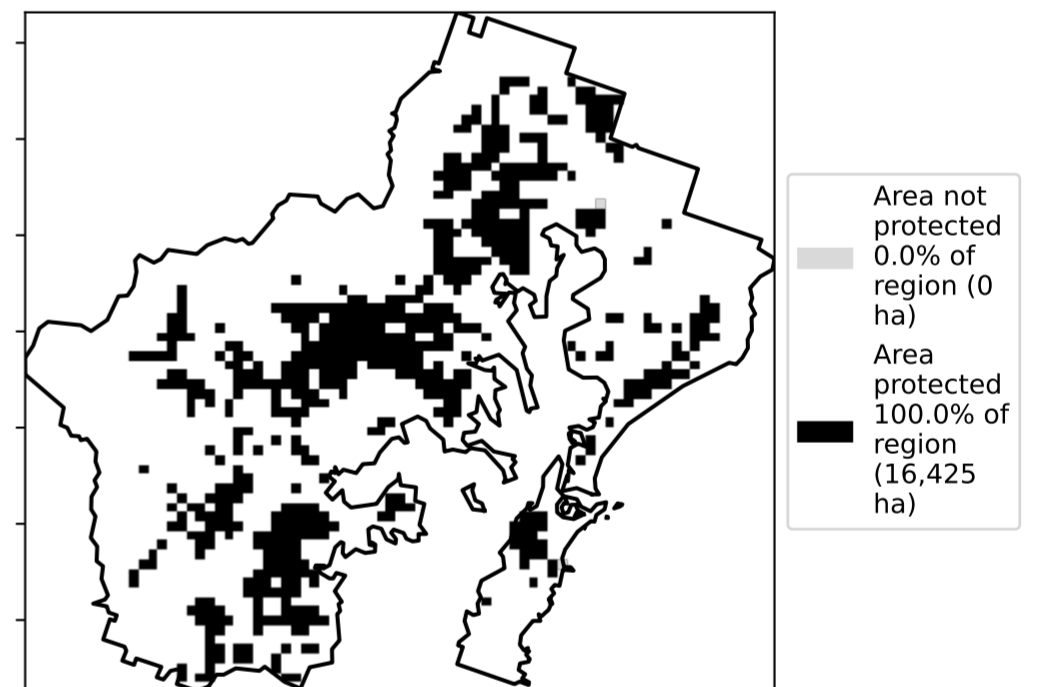 Area not
protected
0.0% of
region (0
ha)
Area
protected
100.0% of
region
(16,425
ha)